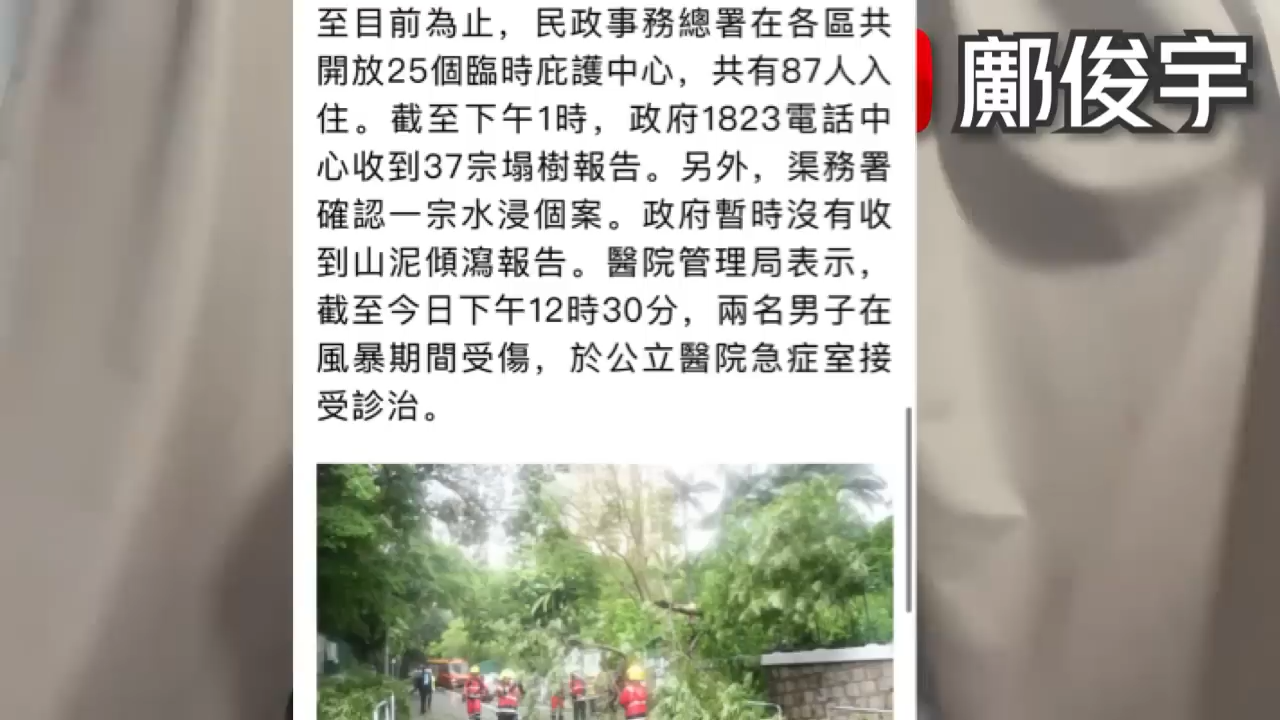 至目前為止，民政事務總署在各區共
開放25個臨時庇護中心，共有87人入
住。截至下午1時，政府1823電話中
心收到37宗塌樹報告。另外，渠務署
確認一宗水浸個案。政府暫時沒有收
到山泥傾瀉報告。醫院管理局表示，
截至今日下午12時30分，兩名男子在
風暴期間受傷，於公立醫院急症室接
受診治。
鄺俊宇